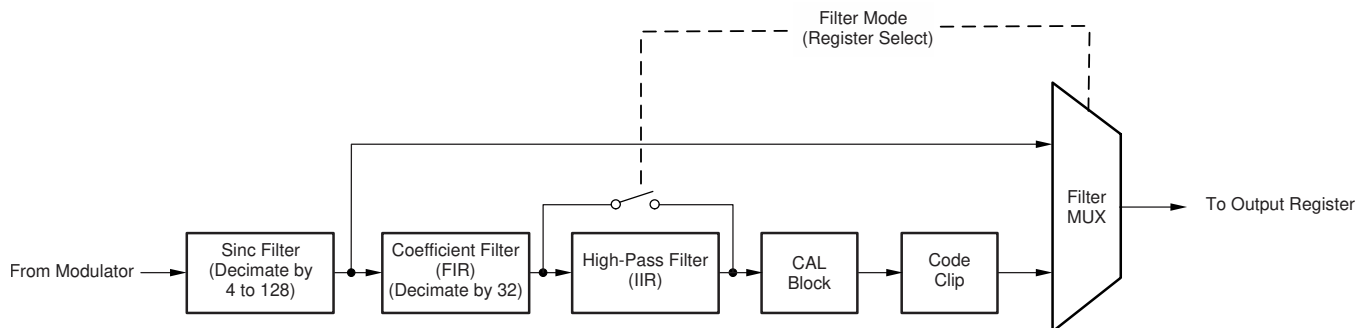 Filter Mode
(Register Select)
From Modulator
Sinc Filter
(Decimate by
4 to 128)
Coefficient Filter
(FIR)
(Decimate by 32)
High-Pass Filter
(IIR)
CAL
Block
Code
Clip
Filter
MUX
To Output Register